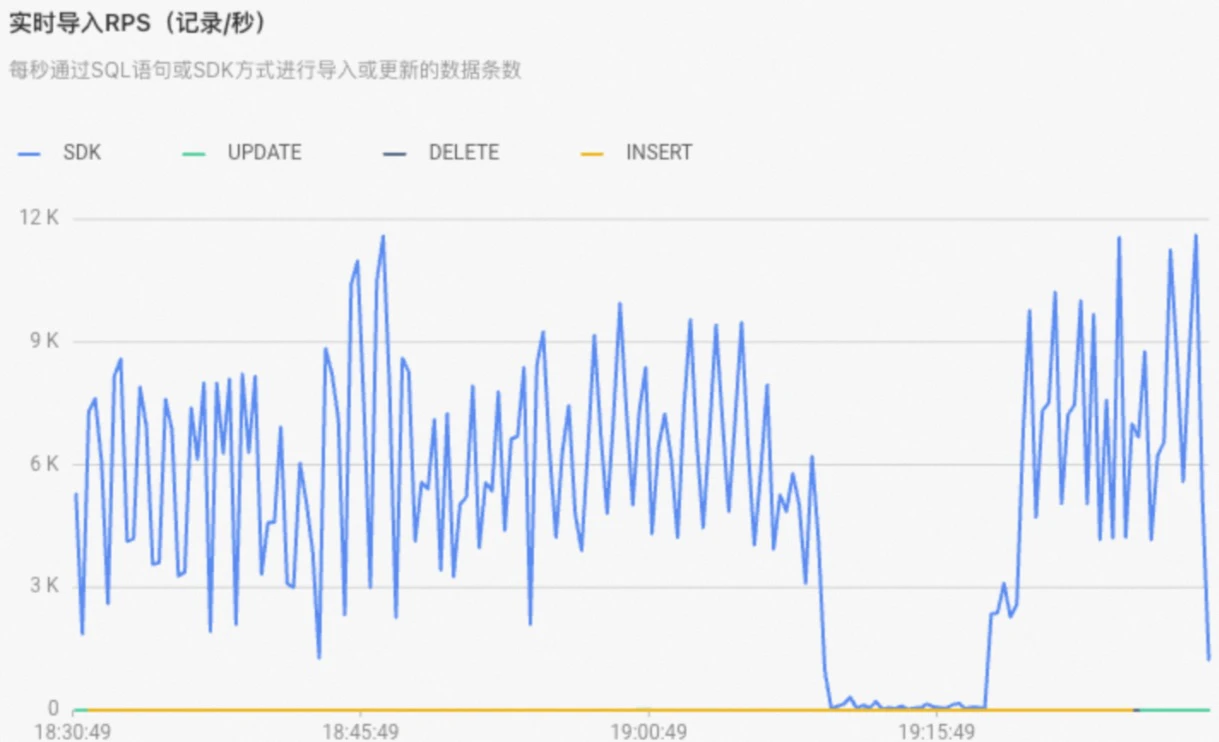 实时导入RPS（记录/秒）
每秒通过SQL语句或SDK方式进行导入或更新的数据条数
SDK UPDATE DELETE INSERT
12 K
9 K
6 K
3 K
0
18:30:49 18:45:49 19:00:49 19:15:49